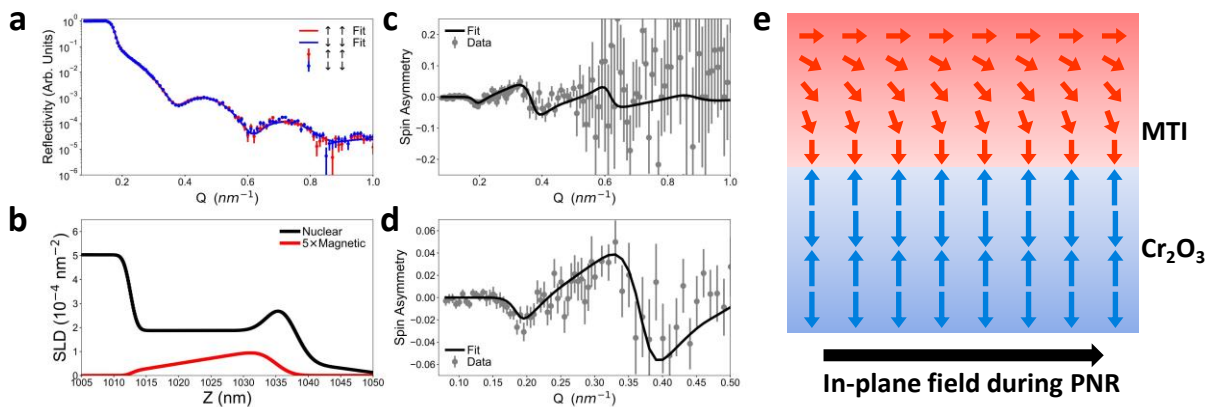 a
10⁰
10⁻¹
10⁻²
10⁻³
10⁻⁴
10⁻⁵
10⁻⁶
Reflectivity (Arb. Units)
↑ ↑ Fit
↓ ↓ Fit
↑ ↑
↓ ↓
0.2 0.4 0.6 0.8 1.0
Q (nm⁻¹)
b
6
5
4
3
2
1
0
SLD (10⁻⁴ nm⁻²)
Nuclear
5×Magnetic
1005 1010 1015 1020 1025 1030 1035 1040 1045 1050
Z (nm)
c
0.2
0.1
0.0
−0.1
−0.2
Spin Asymmetry
Fit
Data
0.2 0.4 0.6 0.8 1.0
Q (nm⁻¹)
d
0.06
0.04
0.02
0.00
−0.02
−0.04
−0.06
Spin Asymmetry
Fit
Data
0.10 0.15 0.20 0.25 0.30 0.35 0.40 0.45 0.50
Q (nm⁻¹)
e
MTI
Cr₂O₃
In-plane field during PNR